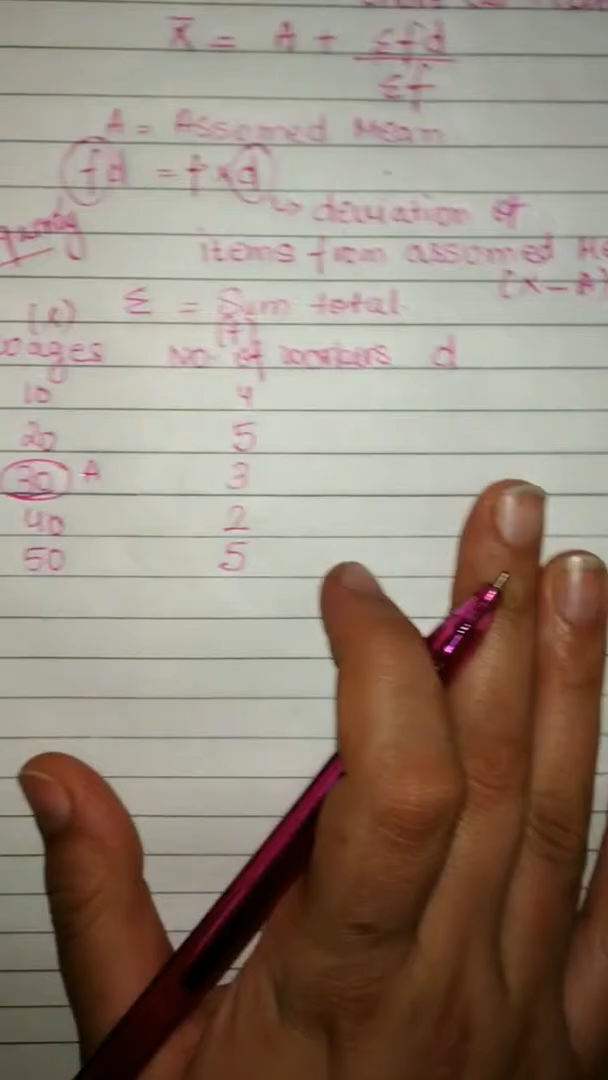 X̄ = A + Σfd
Σf
A = Assumed Mean
fd = f × d
↳ deviation of
items from assumed
(X - A)
Σ = Sum total.
(x) (f)
wages No. of workers d
10 4
20 5
30 A 3
40 2
50 5